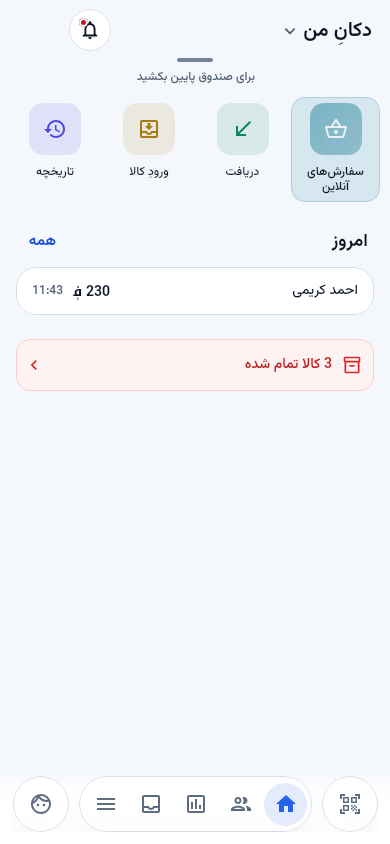 دکانِ من
برای صندوق پایین بکشید
سفارش‌های
آنلاین
دریافت
ورود کالا
تاریخچه
امروز
همه
احمد کریمی
230 ؋
11:43
3 کالا تمام شده